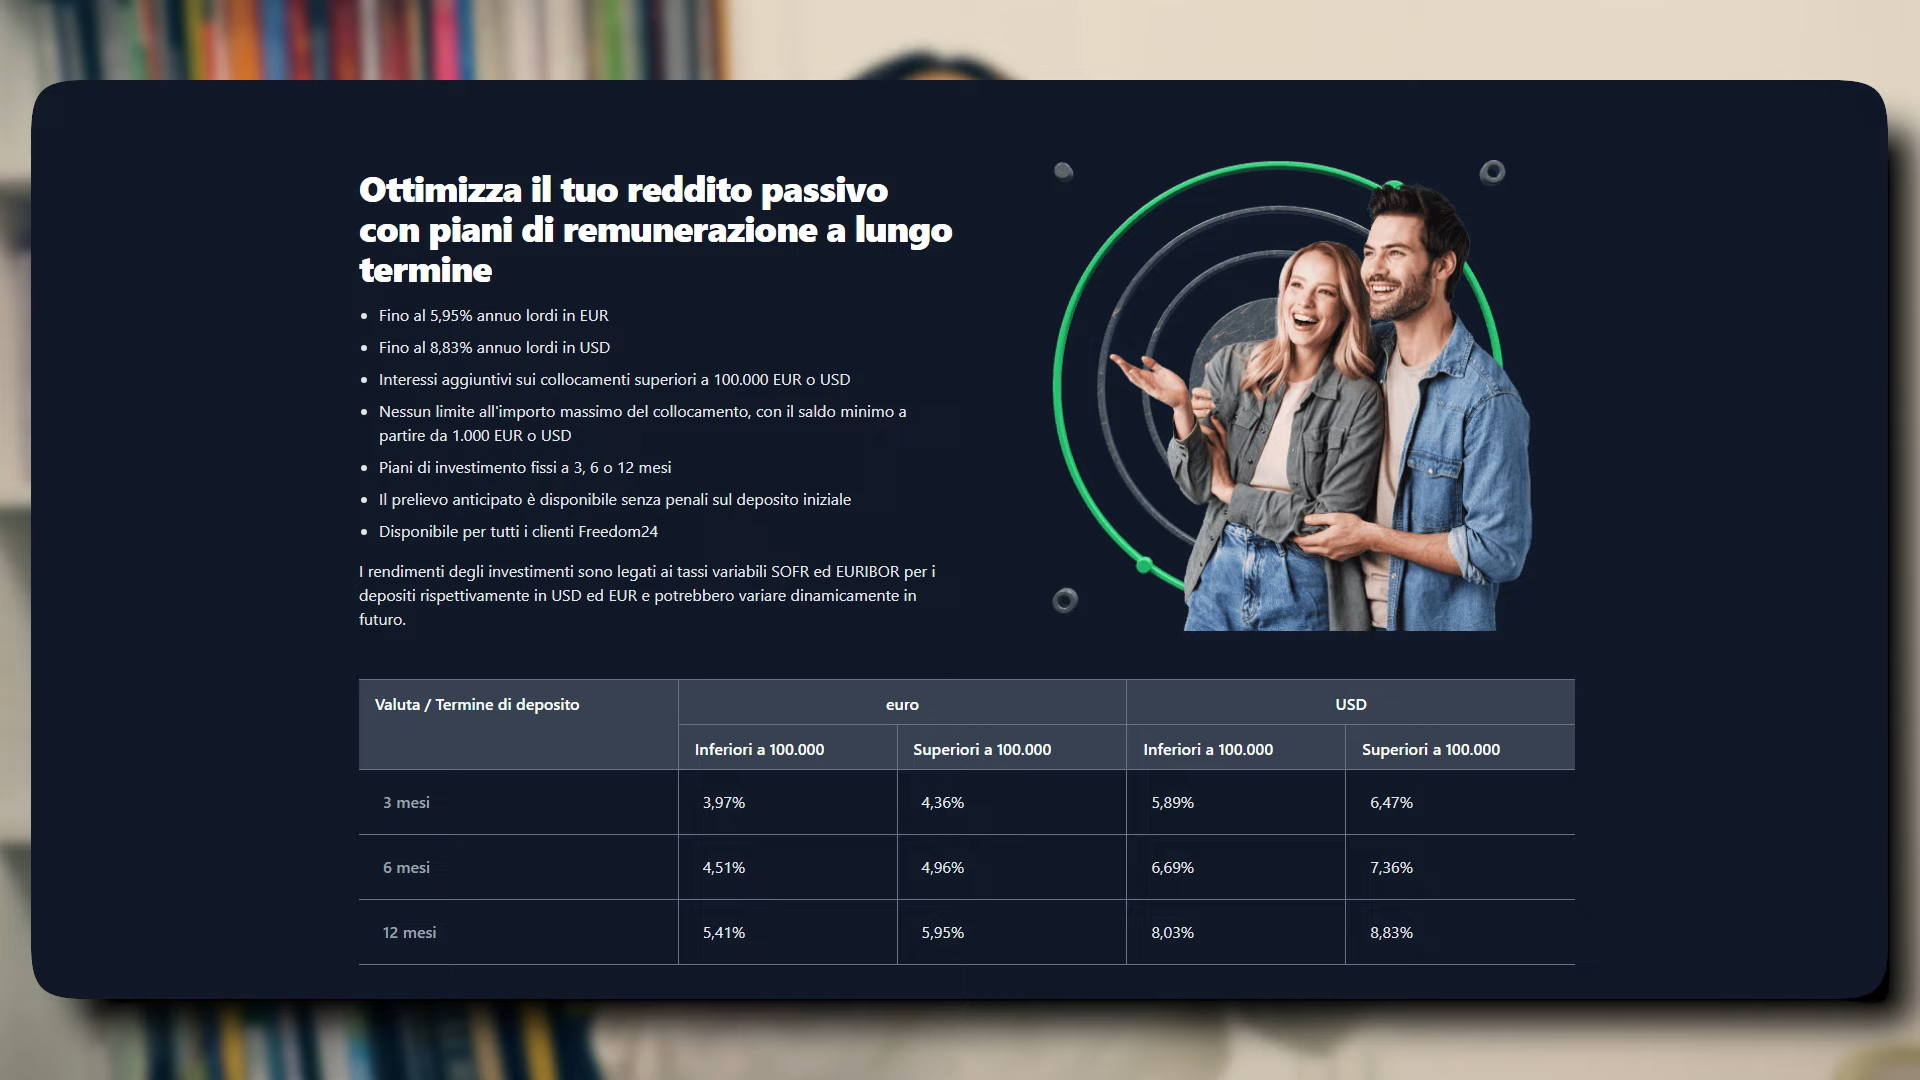 Ottimizza il tuo reddito passivo
con piani di remunerazione a lungo
termine
Fino al 5,95% annuo lordi in EUR
Fino al 8,83% annuo lordi in USD
Interessi aggiuntivi sui collocamenti superiori a 100.000 EUR o USD
Nessun limite all'importo massimo del collocamento, con il saldo minimo a
partire da 1.000 EUR o USD
Piani di investimento fissi a 3, 6 o 12 mesi
Il prelievo anticipato è disponibile senza penali sul deposito iniziale
Disponibile per tutti i clienti Freedom24
I rendimenti degli investimenti sono legati ai tassi variabili SOFR ed EURIBOR per i
depositi rispettivamente in USD ed EUR e potrebbero variare dinamicamente in
futuro.
Valuta / Termine di deposito euro USD
Inferiori a 100.000 Superiori a 100.000 Inferiori a 100.000 Superiori a 100.000
3 mesi 3,97% 4,36% 5,89% 6,47%
6 mesi 4,51% 4,96% 6,69% 7,36%
12 mesi 5,41% 5,95% 8,03% 8,83%